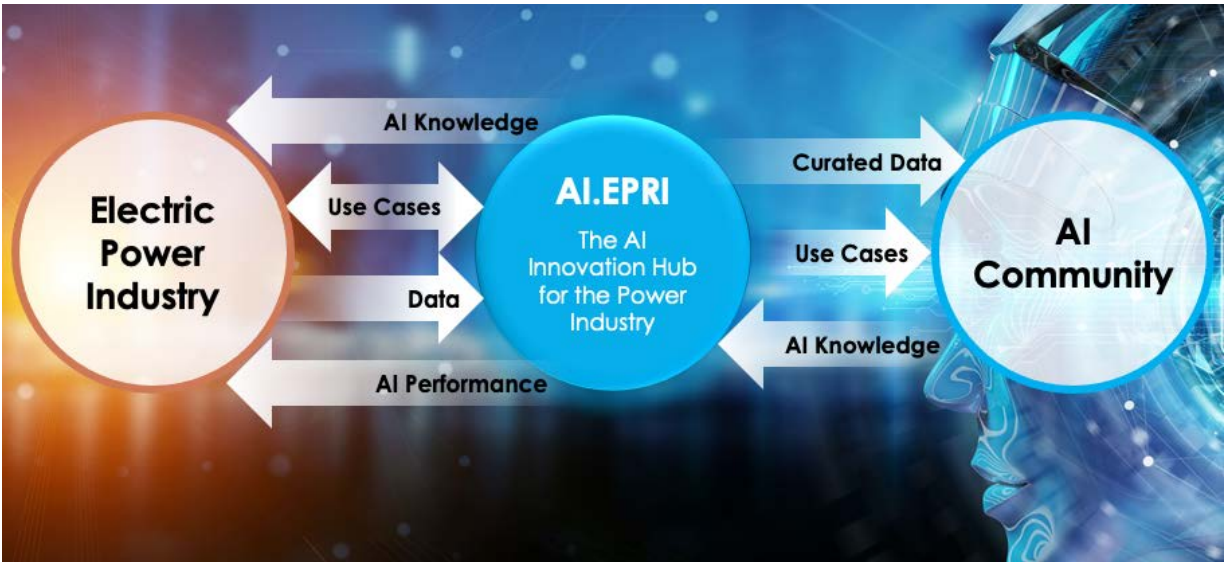 AI Knowledge
Electric
Power
Industry
Use Cases
Data
AI Performance
AI.EPRI
The AI
Innovation Hub
for the Power
Industry
Curated Data
Use Cases
AI Knowledge
AI
Community